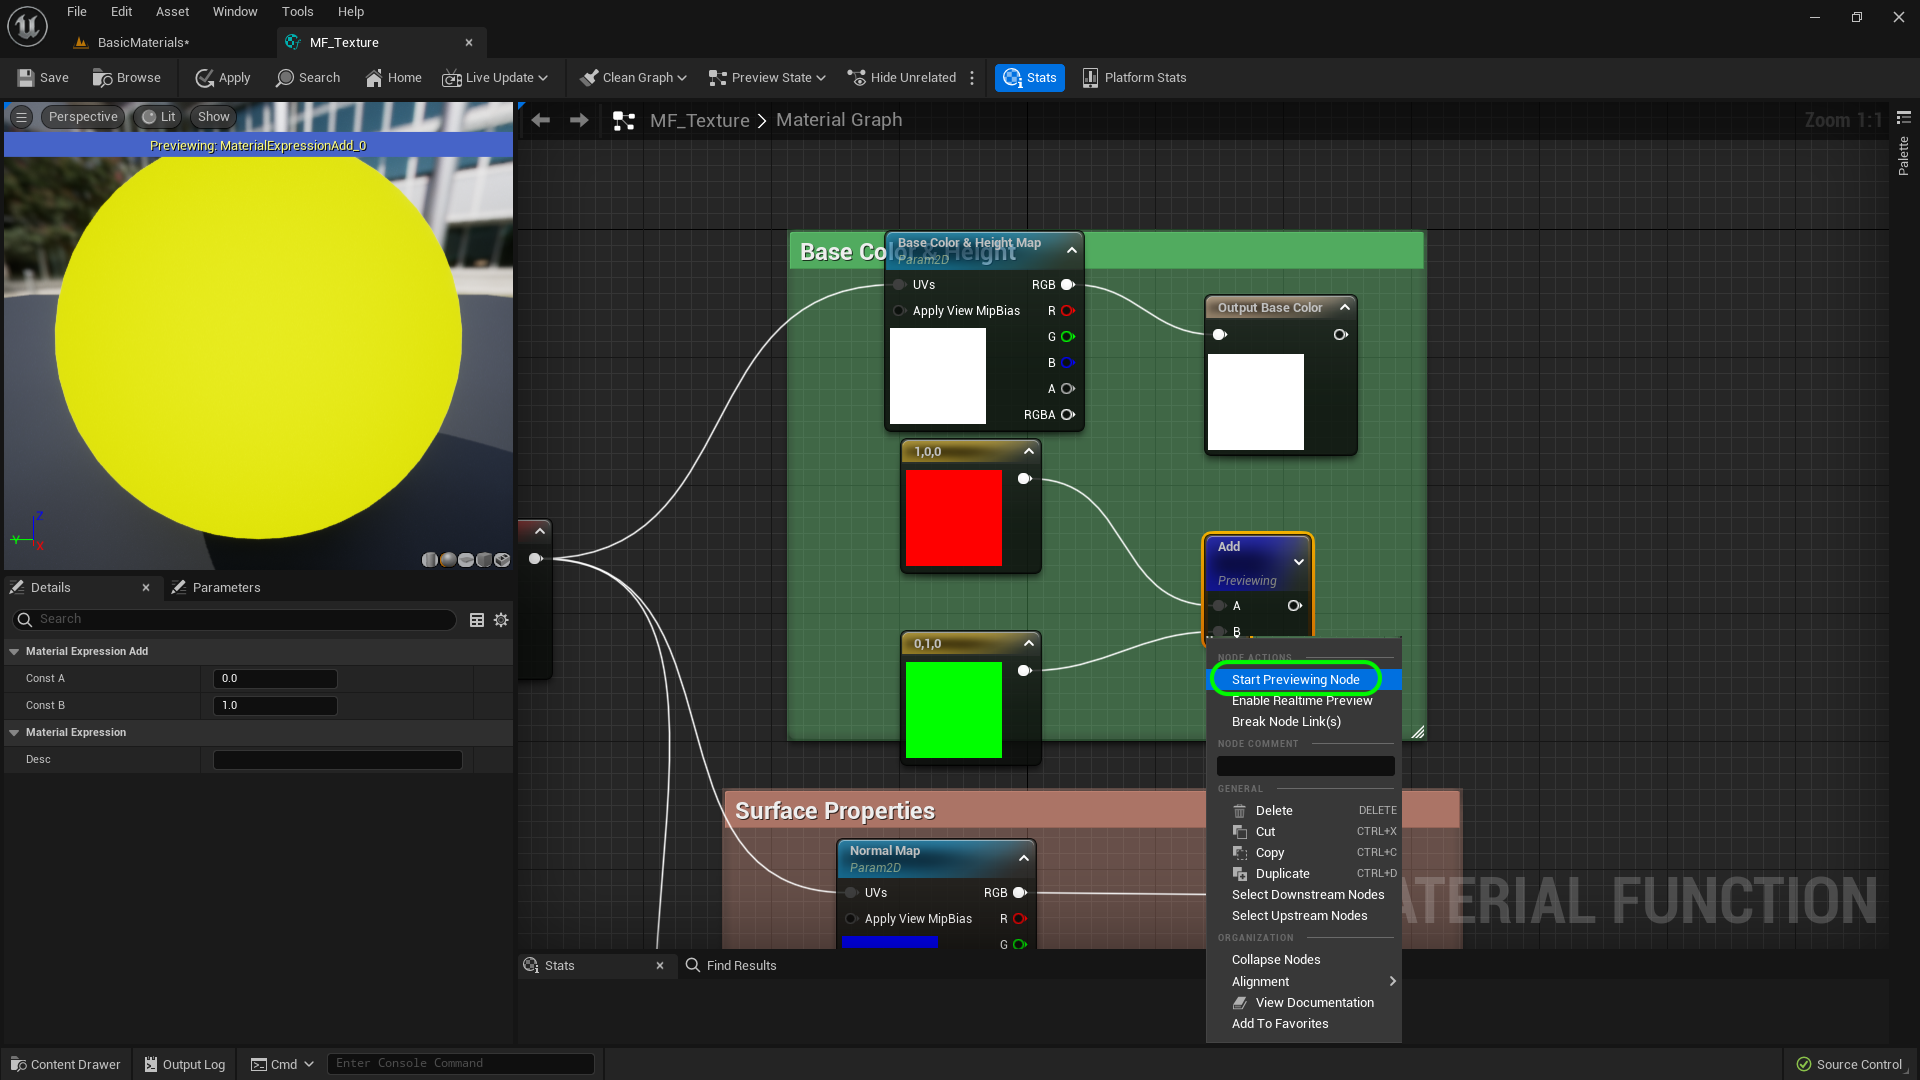 File Edit Asset Window Tools Help
BasicMaterials* MF_Texture
Save Browse Apply Search Home Live Update Clean Graph Preview State Hide Unrelated Stats Platform Stats
Perspective Lit Show
Previewing: MaterialExpressionAdd_0
MF_Texture Material Graph
Zoom 1:1
Palette
Base Color & Height
Base Color & Height Map
Param2D
UVs RGB
Apply View MipBias R
G
B
A
RGBA
Output Base Color
1,0,0
0,1,0
Add
Previewing
A
B
Z
Y
X
Details Parameters
Search
Material Expression Add
Const A 0.0
Const B 1.0
Material Expression
Desc
NODE ACTIONS
Start Previewing Node
Enable Realtime Preview
Break Node Link(s)
NODE COMMENT
GENERAL
Delete DELETE
Cut CTRL+X
Copy CTRL+C
Duplicate CTRL+D
Select Downstream Nodes
Select Upstream Nodes
ORGANIZATION
Collapse Nodes
Alignment
View Documentation
Add To Favorites
Surface Properties
Normal Map
Param2D
UVs RGB
Apply View MipBias R
G
ATERIAL FUNCTION
Stats Find Results
Content Drawer Output Log Cmd Enter Console Command Source Control